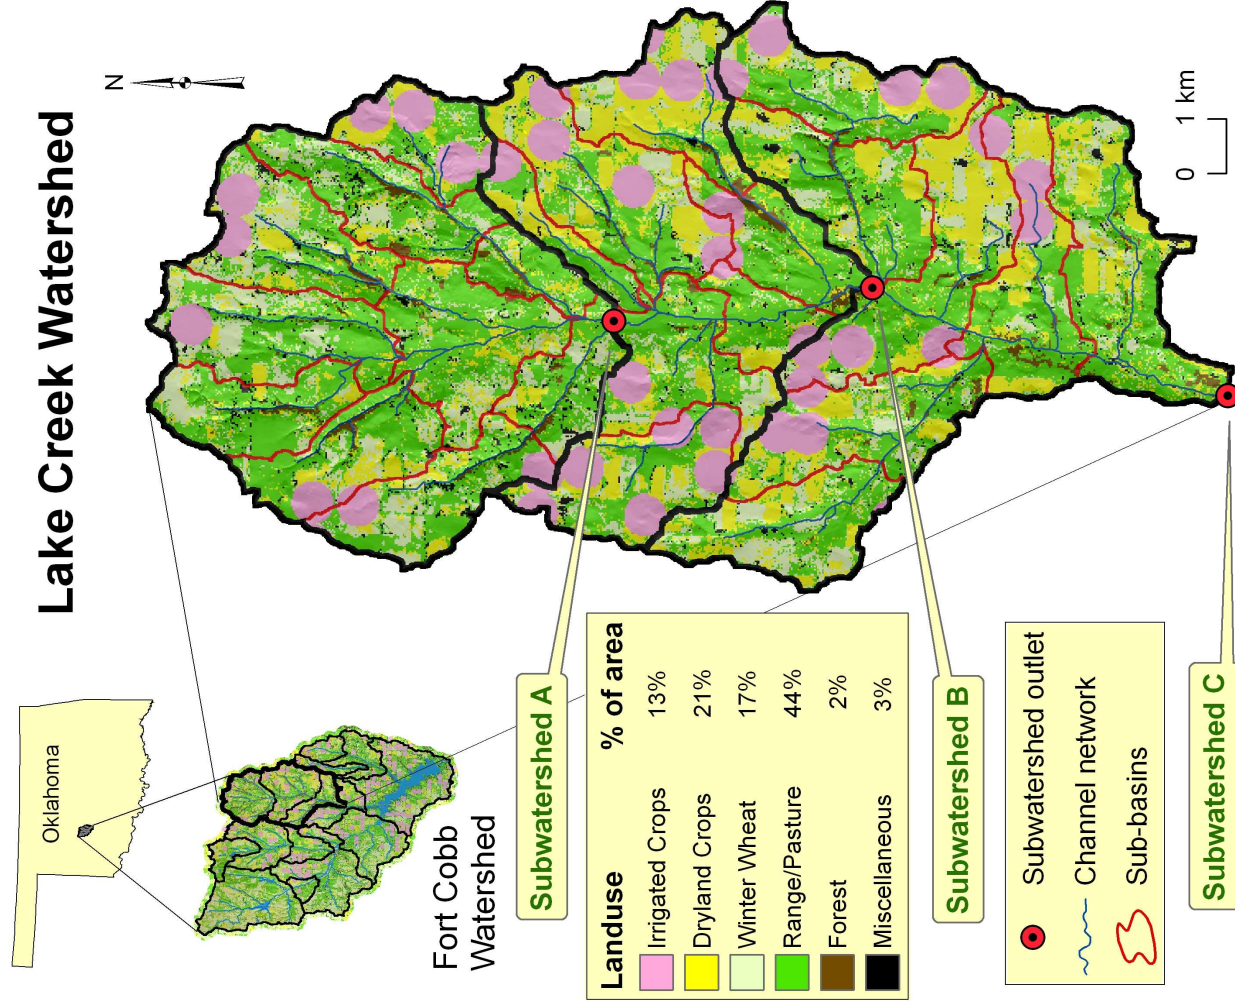 Lake Creek Watershed
Oklahoma
N
Fort Cobb
Watershed
Subwatershed A
Landuse % of area
Irrigated Crops 13%
Dryland Crops 21%
Winter Wheat 17%
Range/Pasture 44%
Forest 2%
Miscellaneous 3%
Subwatershed B
Subwatershed outlet
Channel network
Sub-basins
Subwatershed C
0 1 km